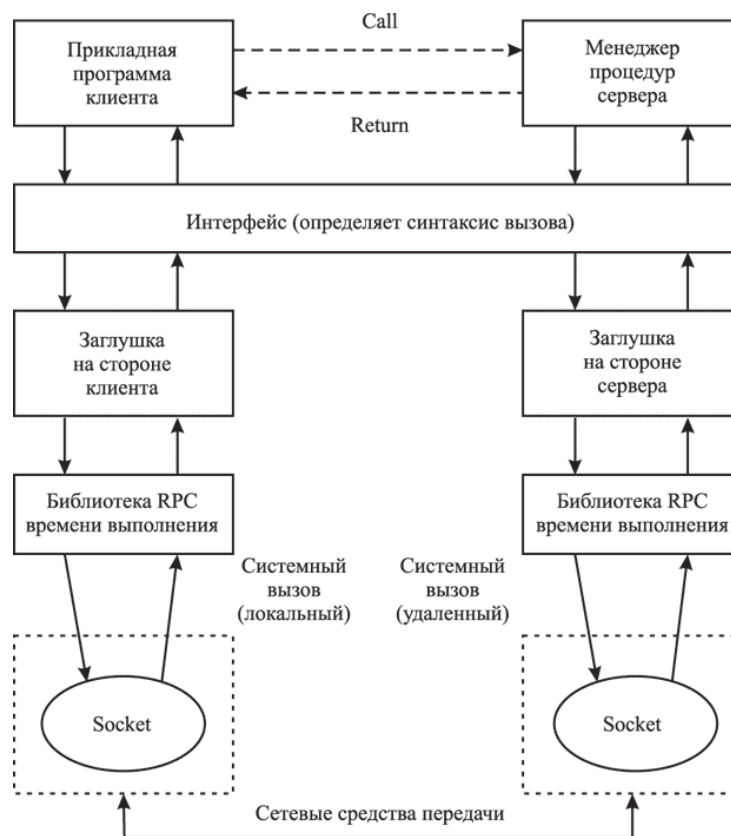 Прикладная
программа
клиента
Call
Return
Менеджер
процедур
сервера
Интерфейс (определяет синтаксис вызова)
Заглушка
на стороне
клиента
Заглушка
на стороне
сервера
Библиотека RPC
времени выполнения
Библиотека RPC
времени выполнения
Системный
вызов
(локальный)
Системный
вызов
(удаленный)
Socket
Socket
Сетевые средства передачи